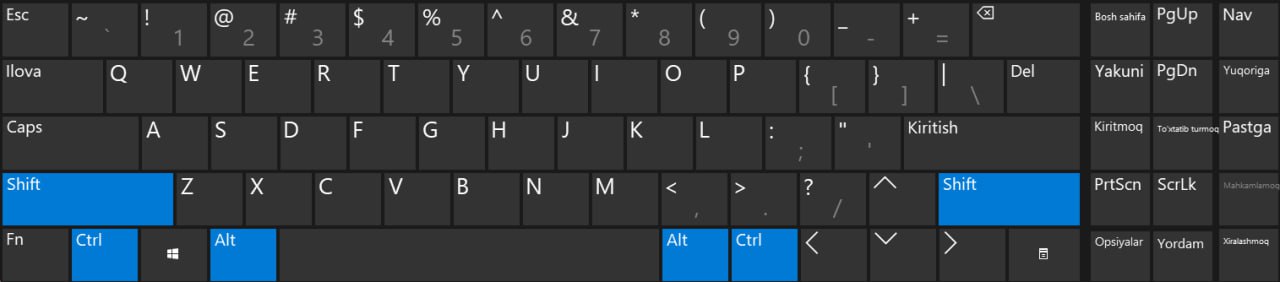 Esc ~ ` ! 1 @ 2 # 3 $ 4 % 5 ^ 6 & 7 * 8 ( 9 ) 0 _ - + = Bosh sahifa PgUp Nav
Ilova Q W E R T Y U I O P { [ } ] | \ Del Yakuni PgDn Yuqoriga
Caps A S D F G H J K L : ; " ' Kiritish Kiritmoq To'xtatib turmoq Pastga
Shift Z X C V B N M < , > . ? / Shift PrtScn ScrLk Mahkamlamoq
Fn Ctrl Alt Alt Ctrl Opsiyalar Yordam Xiralashmoq